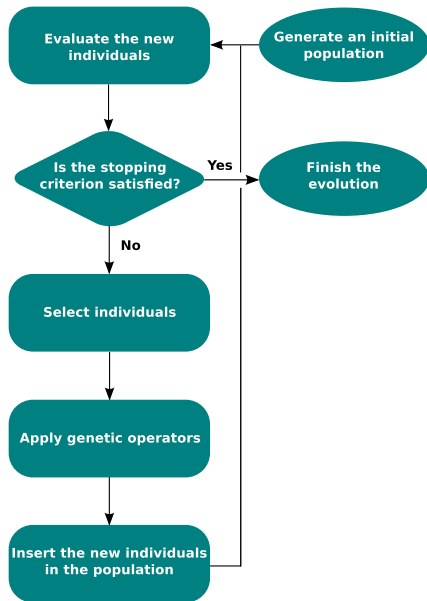 Evaluate the new
individuals
Generate an initial
population
Is the stopping
criterion satisfied?
Yes
Finish the
evolution
No
Select individuals
Apply genetic operators
Insert the new individuals
in the population